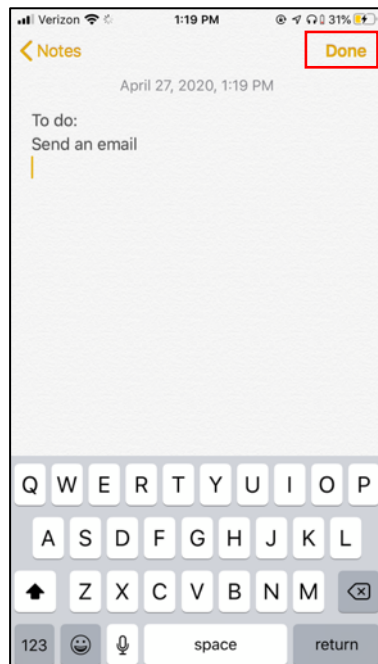 Verizon 1:19 PM 31%
Notes Done
April 27, 2020, 1:19 PM
To do:
Send an email
Q W E R T Y U I O P
A S D F G H J K L
Z X C V B N M
123 space return